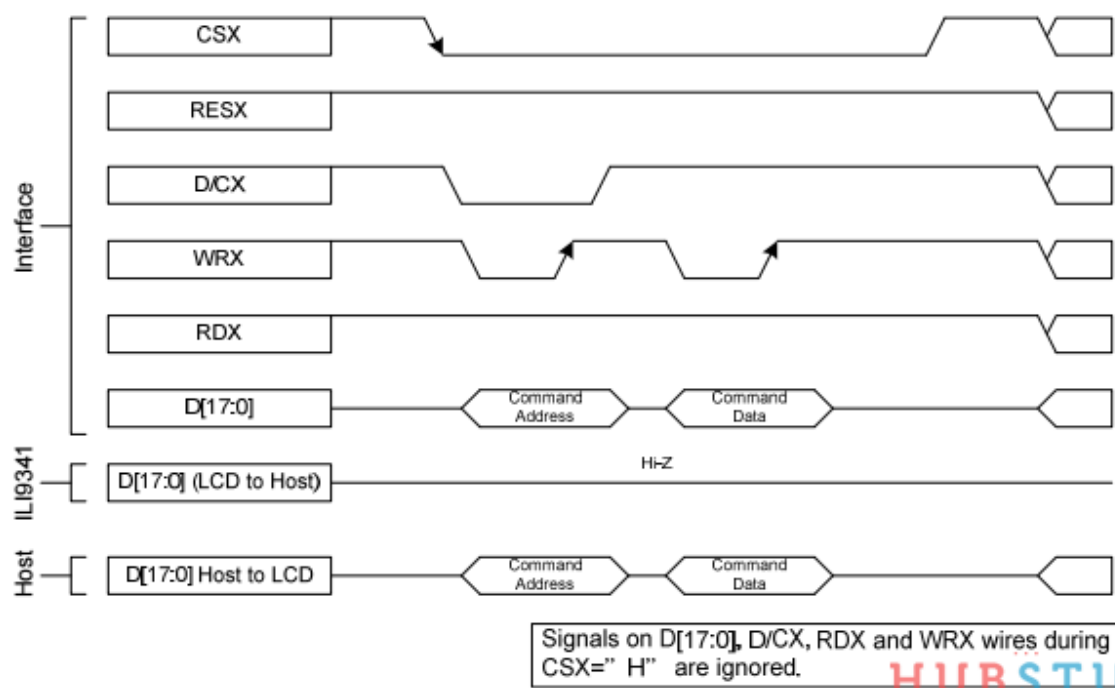 CSX
RESX
D/CX
WRX
RDX
D[17:0]
Interface
Command
Address
Command
Data
Hi-Z
ILI9341
D[17:0] (LCD to Host)
Host
D[17:0] Host to LCD
Command
Address
Command
Data
Signals on D[17:0], D/CX, RDX and WRX wires during
CSX=" H" are ignored.